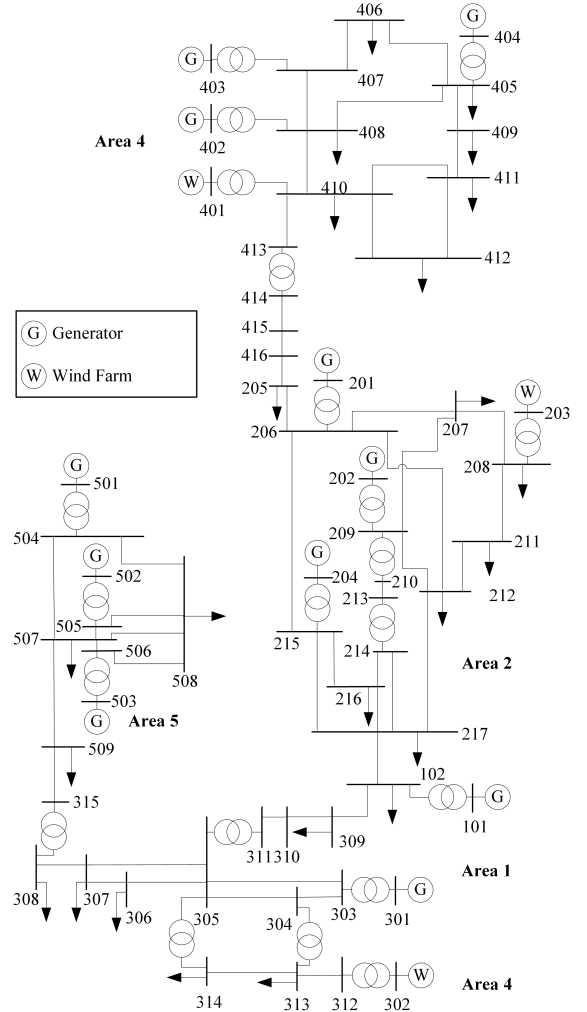 406
G
404
G
403
407
405
G
402
408
409
Area 4
W
401
410
411
413
412
414
415
416
G Generator
W Wind Farm
205
G
201
206
207
W
203
208
G
501
G
202
504
G
502
209
211
G
204
210
213
212
505
507
506
215
214
508
216
Area 2
503
G
Area 5
217
509
102
G
101
315
311
310
309
Area 1
308
307
306
305
304
303
301
G
W
314
313
312
302
Area 4